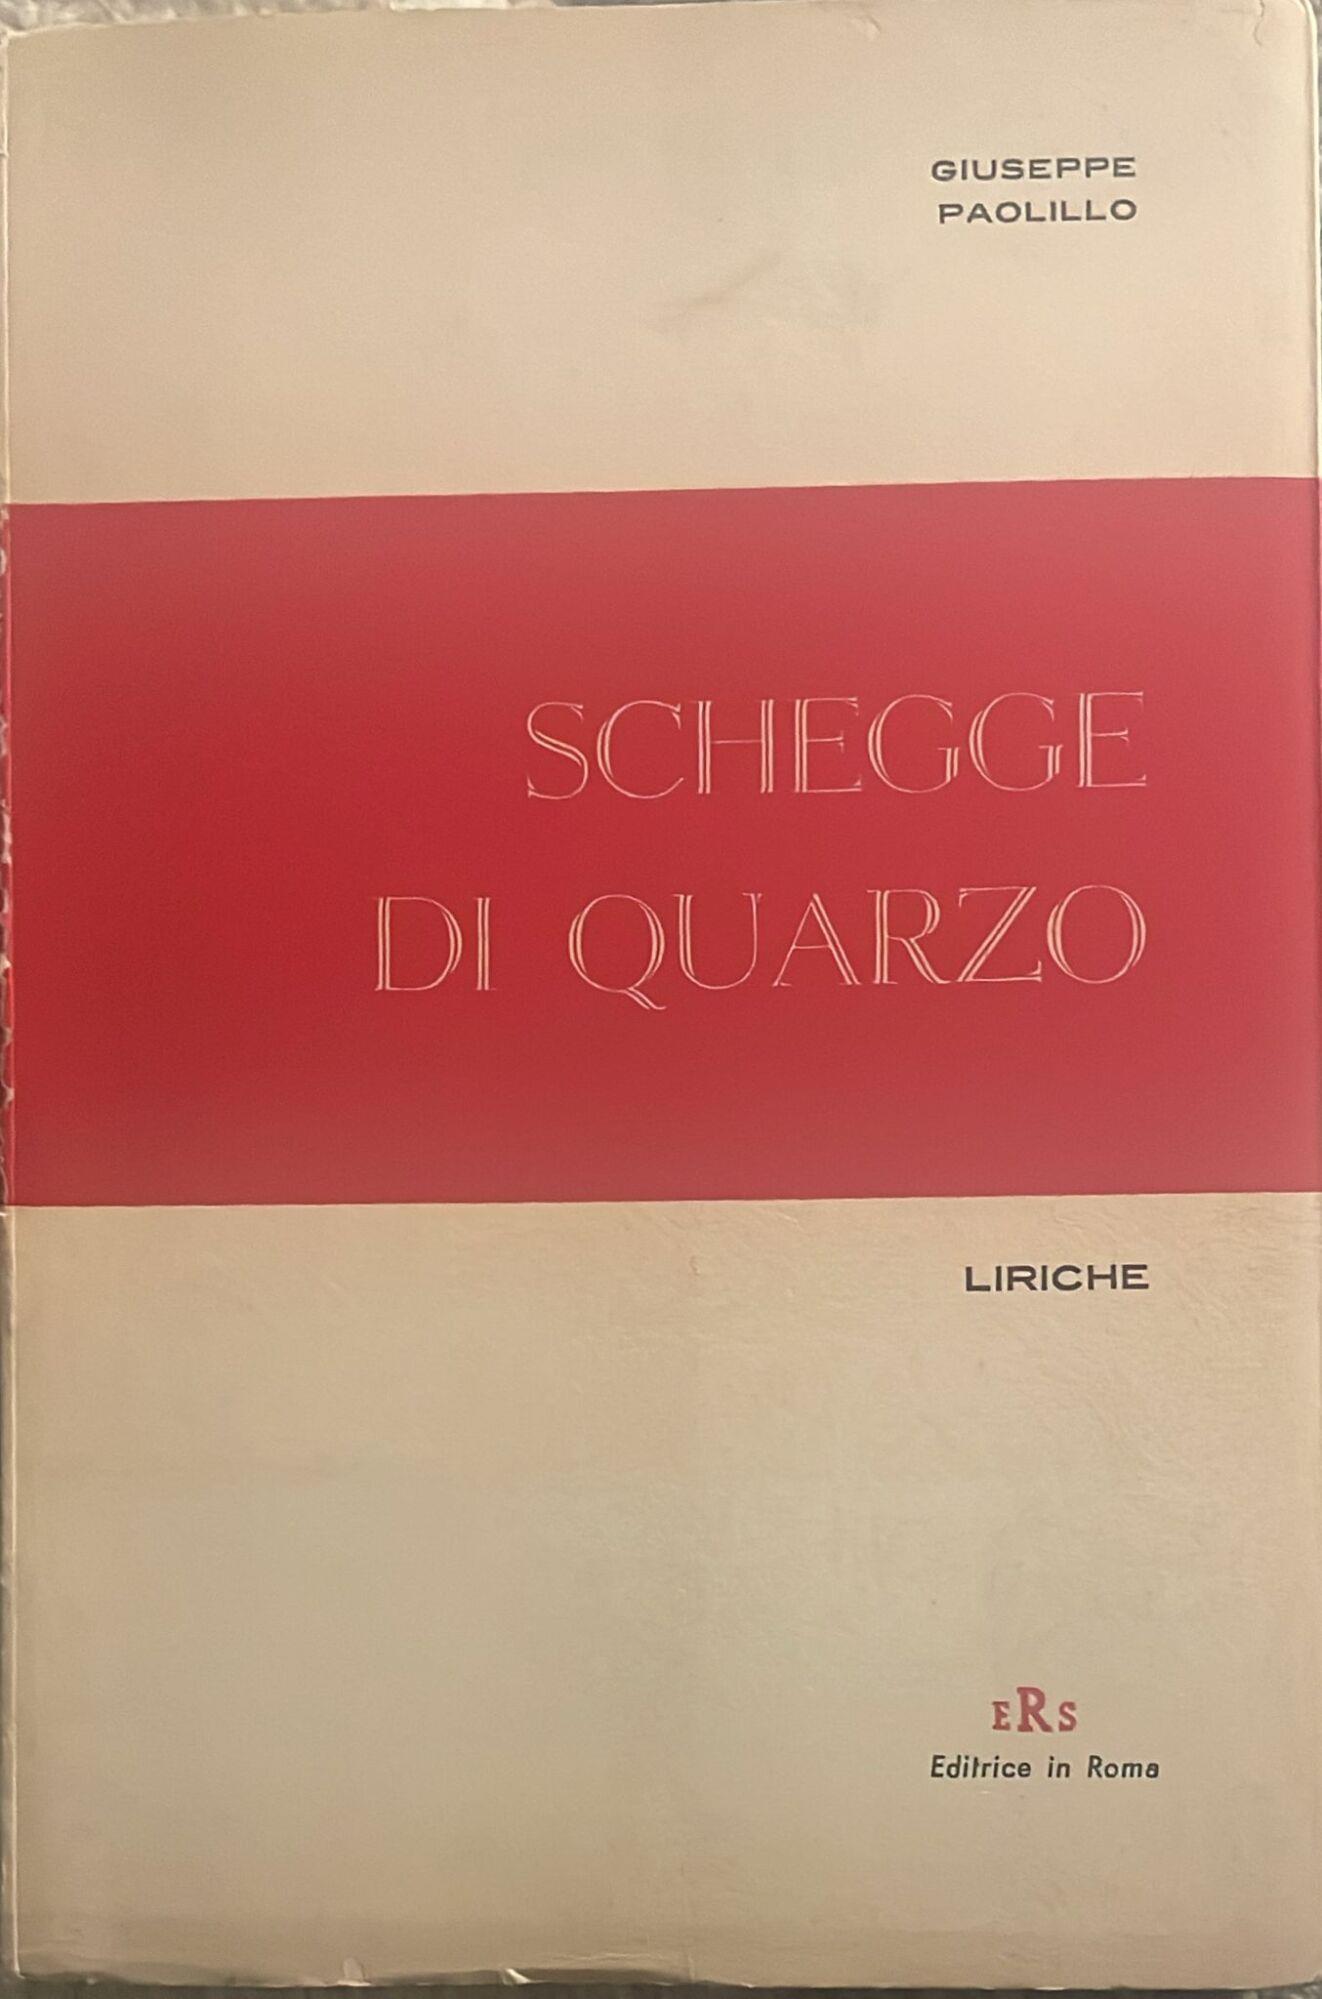 GIUSEPPE
PAOLILLO
SCHEGGE
DI QUARZO
LIRICHE
ERS
Editrice in Roma